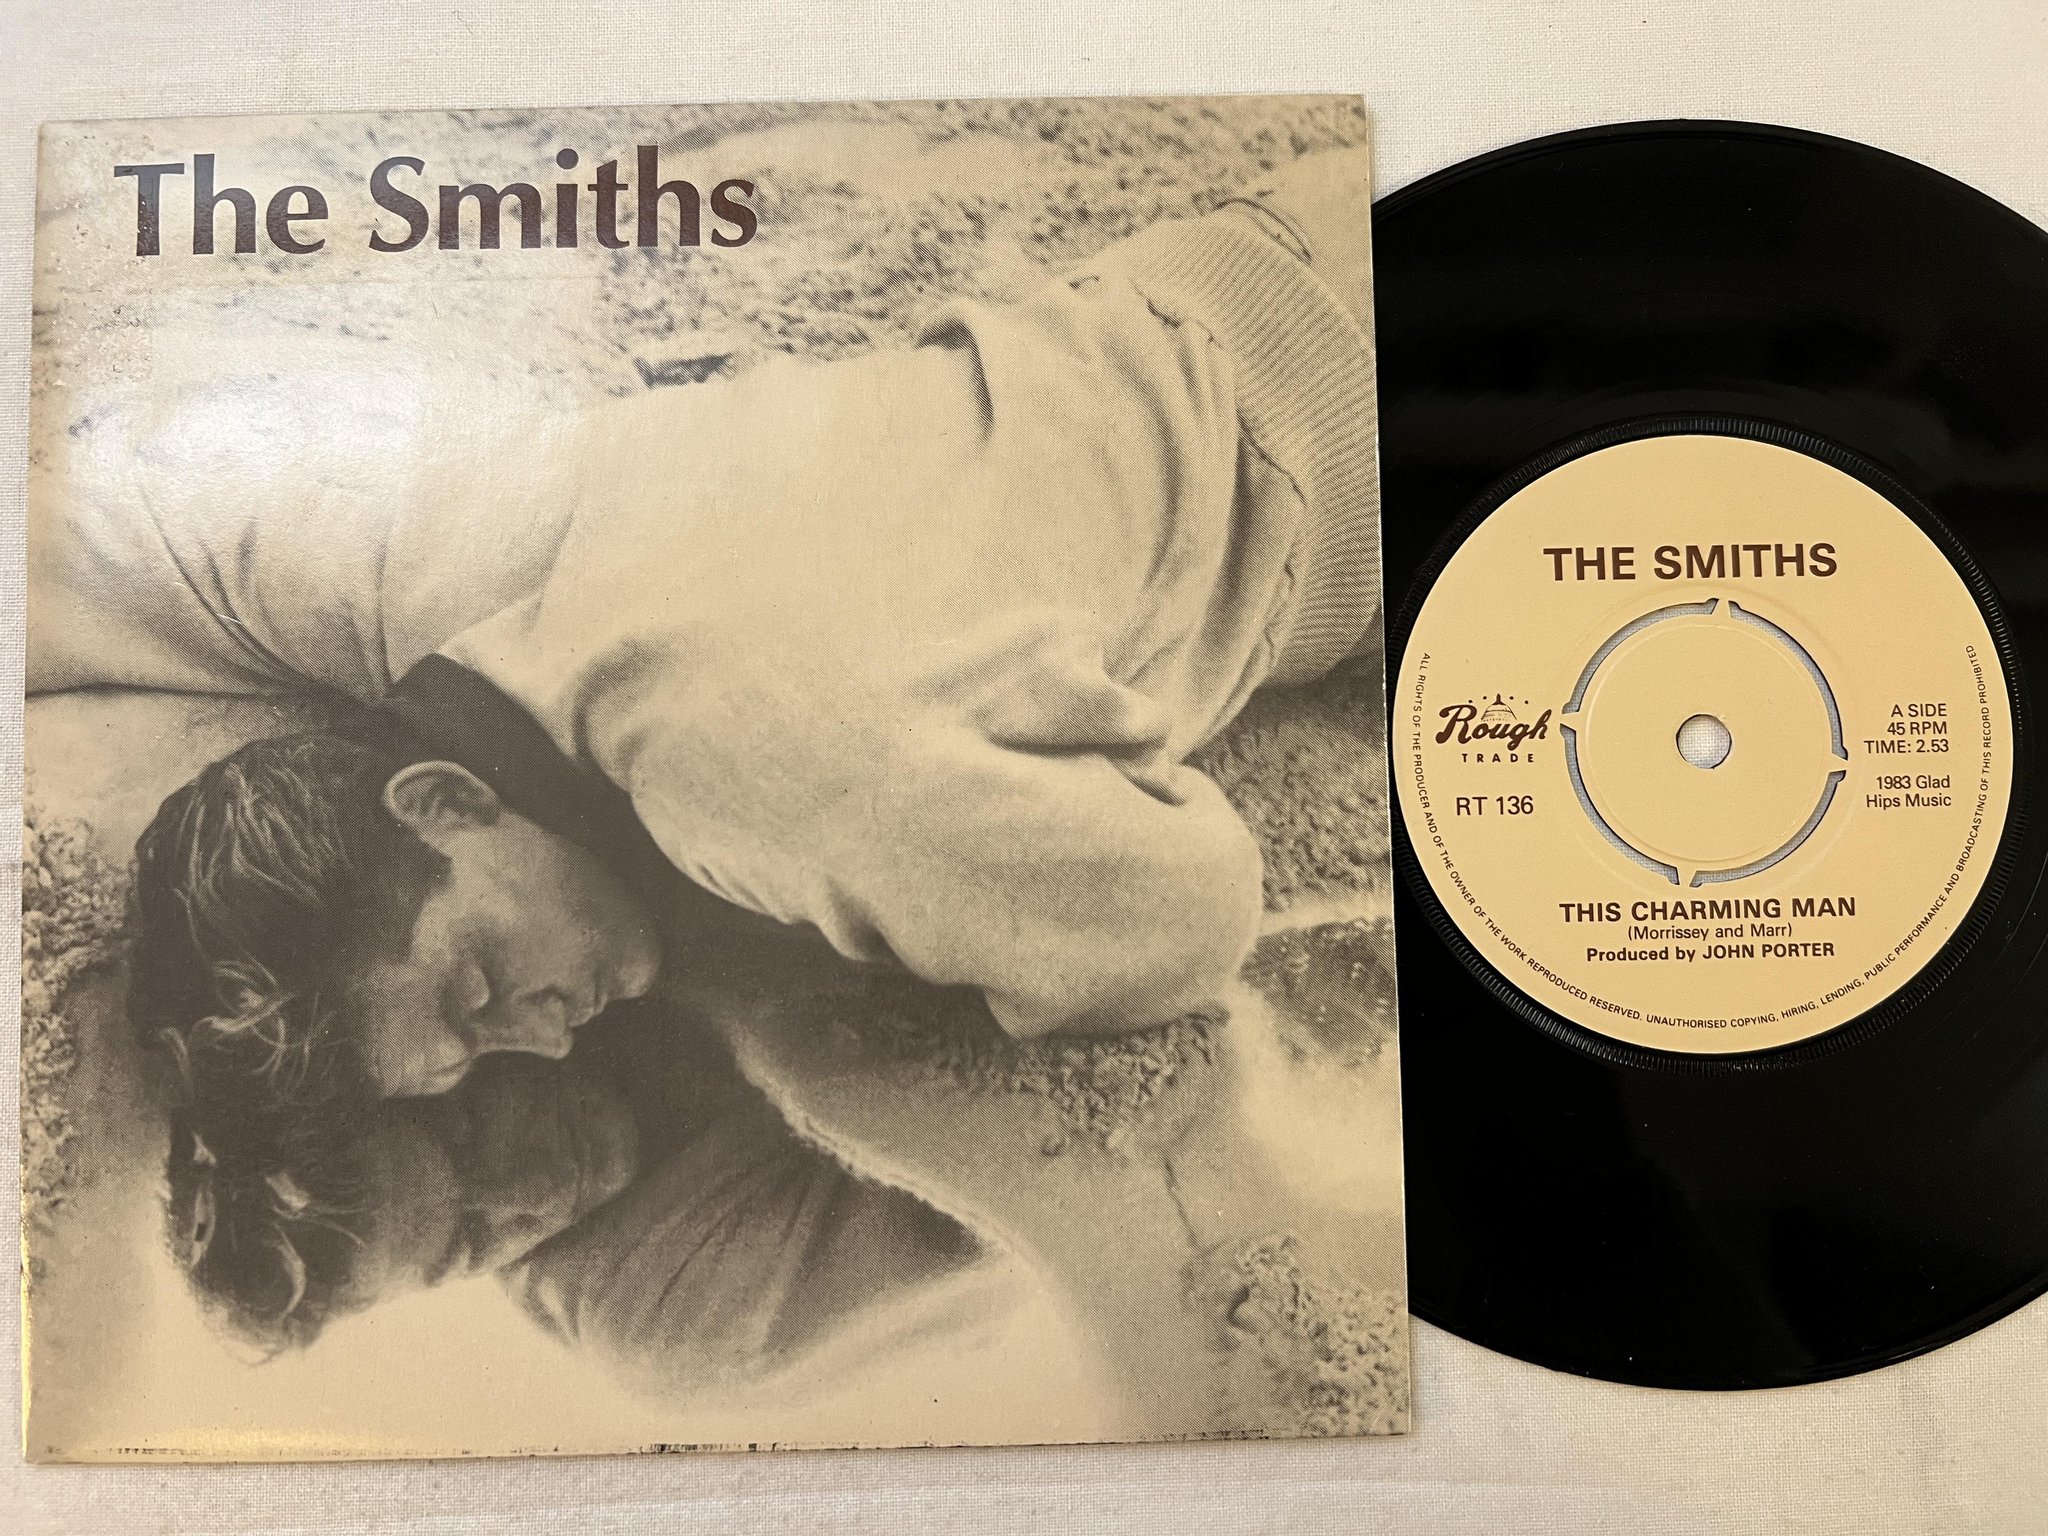 The Smiths
THE SMITHS
Rough
TRADE
RT 136
A SIDE
45 RPM
TIME: 2.53
1983 Glad
Hips Music
THIS CHARMING MAN
(Morrissey and Marr)
Produced by JOHN PORTER
ALL RIGHTS OF THE PRODUCER AND OF THE OWNER OF THE WORK REPRODUCED RESERVED. UNAUTHORISED COPYING, HIRING, LENDING, PUBLIC PERFORMANCE AND BROADCASTING OF THIS RECORD PROHIBITED